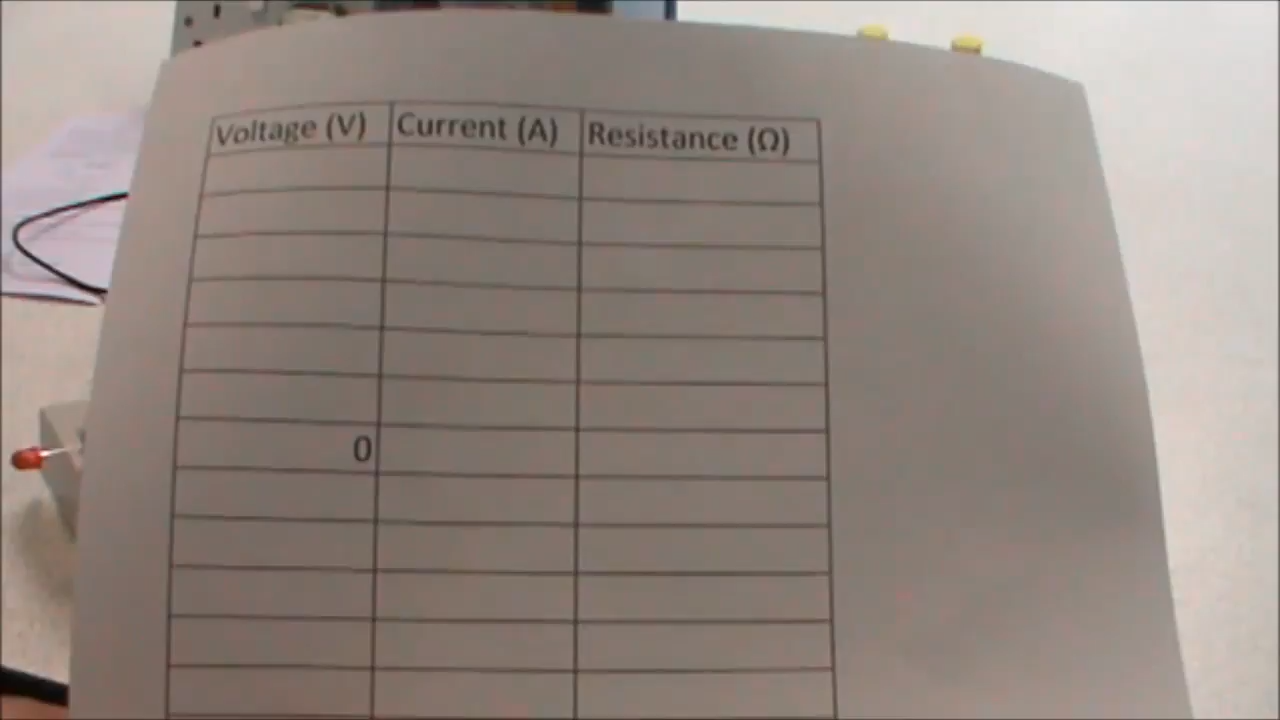 Voltage (V) Current (A) Resistance (Ω)
0